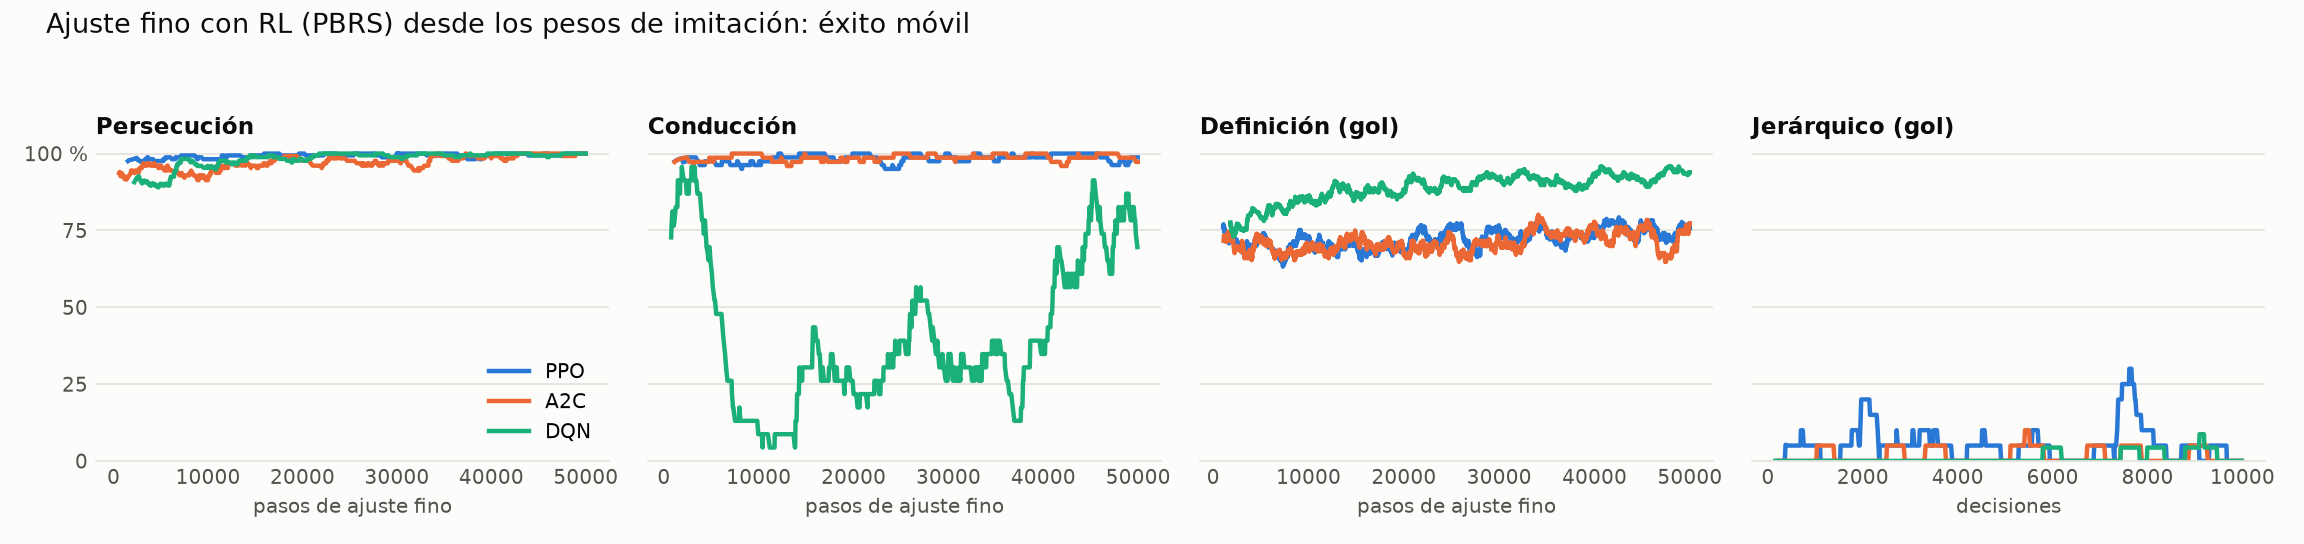 Ajuste fino con RL (PBRS) desde los pesos de imitación: éxito móvil
Persecución
100 %
75
50
25
0
PPO
A2C
DQN
0 10000 20000 30000 40000 50000
pasos de ajuste fino
Conducción
0 10000 20000 30000 40000 50000
pasos de ajuste fino
Definición (gol)
0 10000 20000 30000 40000 50000
pasos de ajuste fino
Jerárquico (gol)
0 2000 4000 6000 8000 10000
decisiones